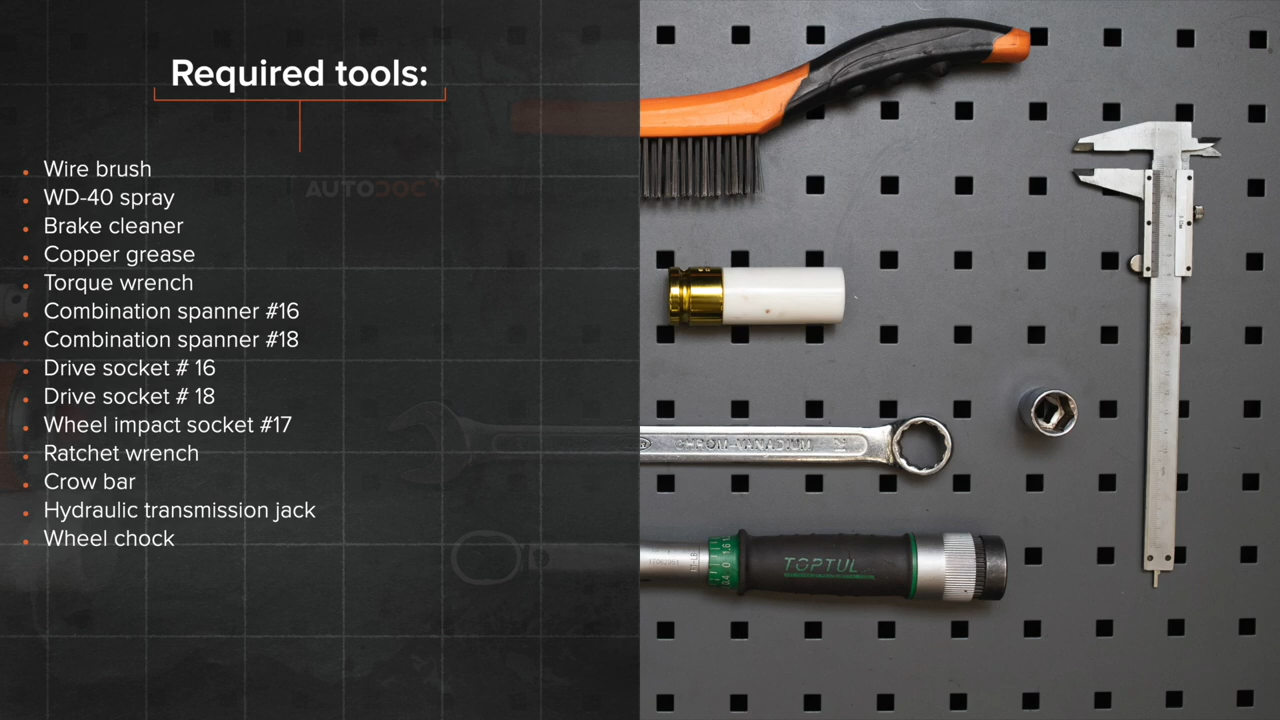 Required tools:
AUTODOC
Wire brush
WD-40 spray
Brake cleaner
Copper grease
Torque wrench
Combination spanner #16
Combination spanner #18
Drive socket # 16
Drive socket # 18
Wheel impact socket #17
Ratchet wrench
Crow bar
Hydraulic transmission jack
Wheel chock
CHROM-VANADIUM
TOPTUL